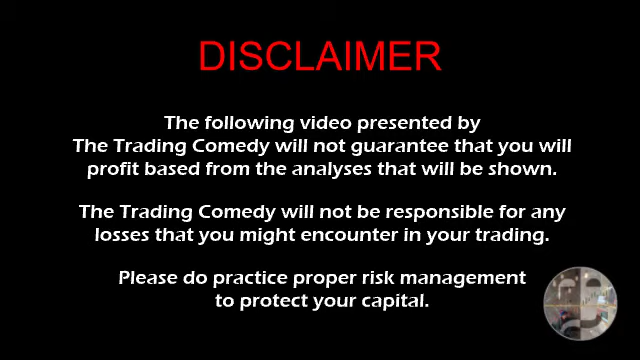 DISCLAIMER
The following video presented by
The Trading Comedy will not guarantee that you will
profit based from the analyses that will be shown.
The Trading Comedy will not be responsible for any
losses that you might encounter in your trading.
Please do practice proper risk management
to protect your capital.